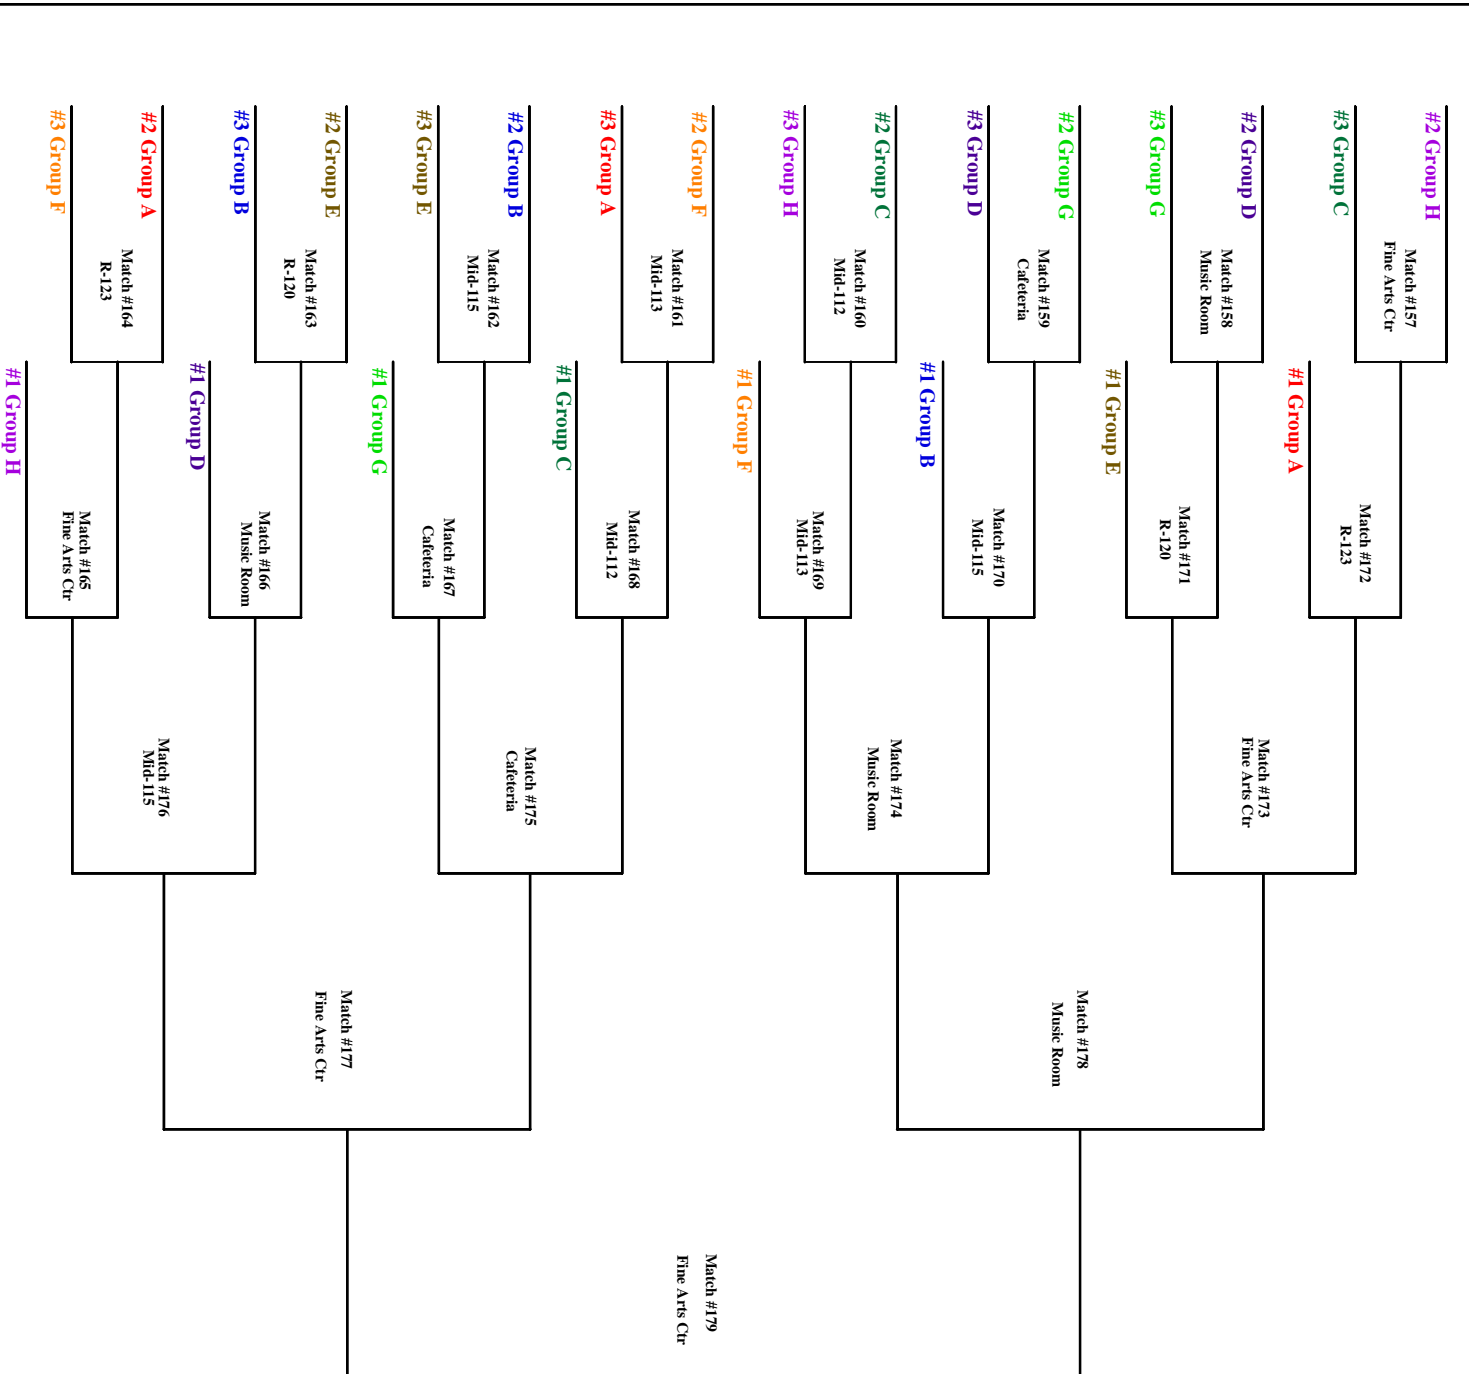 #2 Group H
Match #157
Fine Arts Ctr
#3 Group C
#1 Group A
Match #172
R-123
#2 Group D
Match #158
Music Room
#3 Group G
#1 Group E
Match #171
R-120
Match #173
Fine Arts Ctr
#2 Group G
Match #159
Cafeteria
#3 Group D
#1 Group B
Match #170
Mid-115
#2 Group C
Match #160
Mid-112
#3 Group H
#1 Group F
Match #169
Mid-113
Match #174
Music Room
Match #178
Music Room
#2 Group F
Match #161
Mid-113
#3 Group A
#1 Group C
Match #168
Mid-112
#2 Group B
Match #162
Mid-115
#3 Group E
#1 Group G
Match #167
Cafeteria
Match #175
Cafeteria
#2 Group E
Match #163
R-120
#3 Group B
#1 Group D
Match #166
Music Room
#2 Group A
Match #164
R-123
#3 Group F
#1 Group H
Match #165
Fine Arts Ctr
Match #176
Mid-115
Match #177
Fine Arts Ctr
Match #179
Fine Arts Ctr